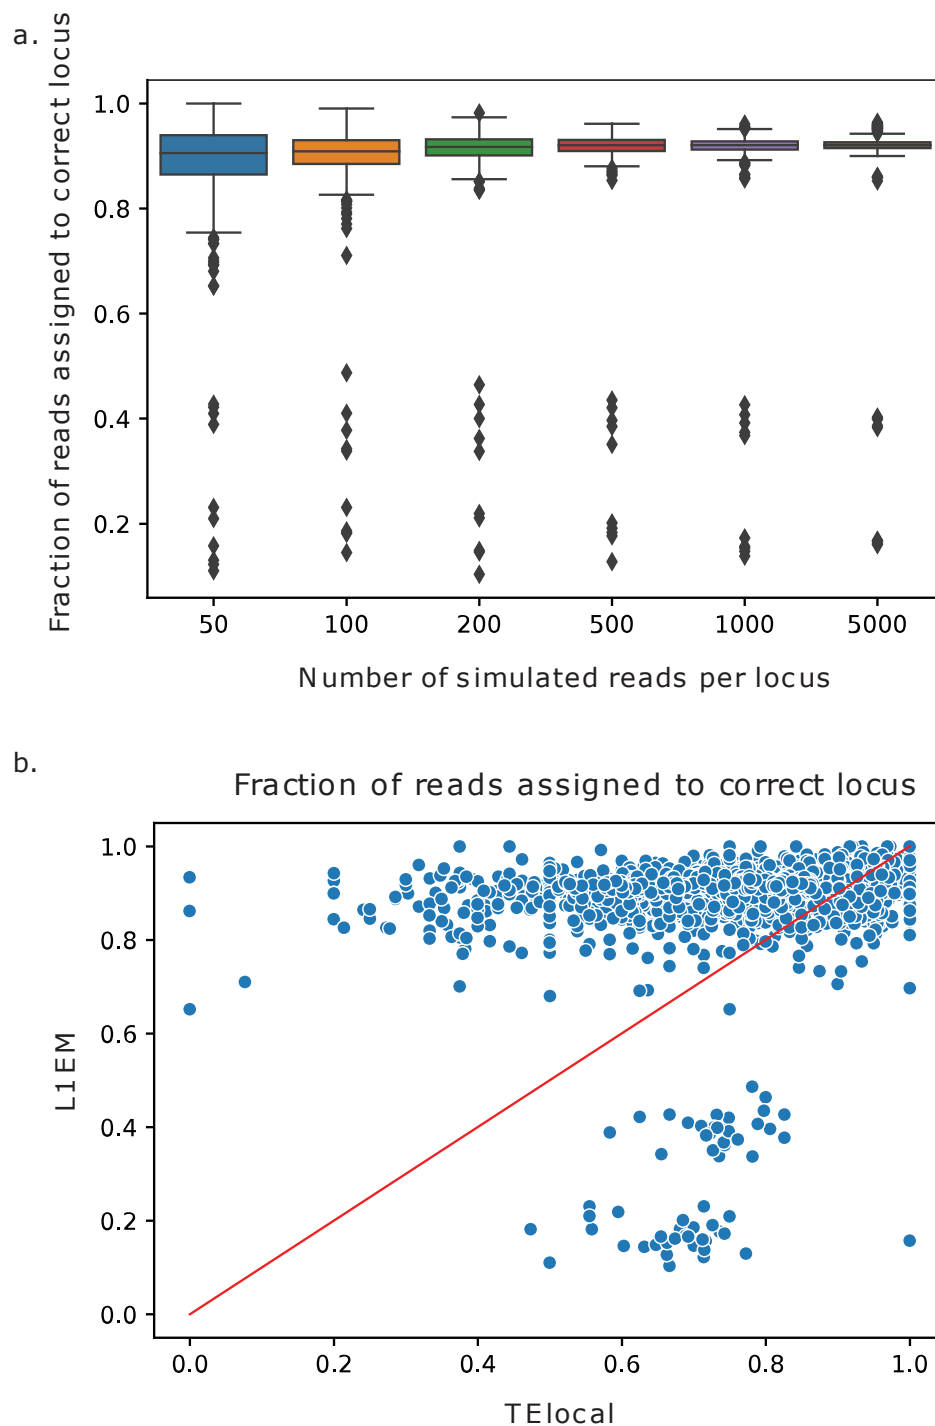 a.
Fraction of reads assigned to correct locus
1.0
0.8
0.6
0.4
0.2
50 100 200 500 1000 5000
Number of simulated reads per locus
b.
Fraction of reads assigned to correct locus
L1EM
1.0
0.8
0.6
0.4
0.2
0.0
0.0 0.2 0.4 0.6 0.8 1.0
TElocal